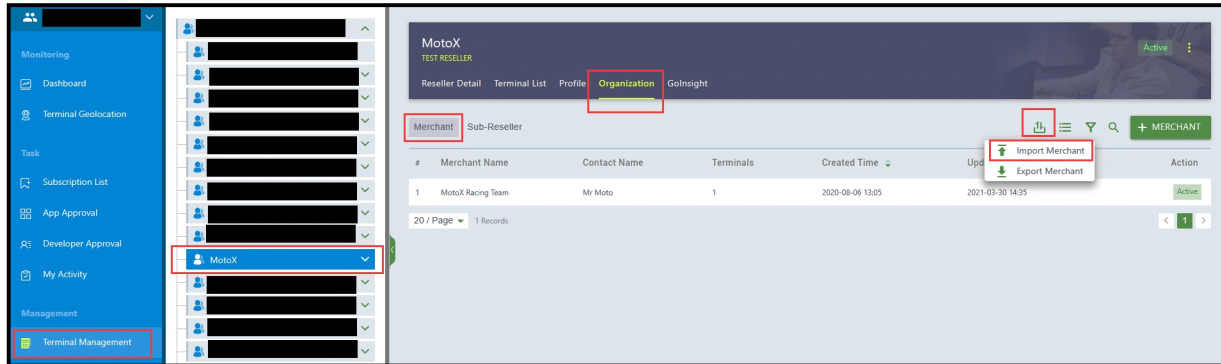 Monitoring
Dashboard
Terminal Geolocation
Task
Subscription List
App Approval
Developer Approval
My Activity
Management
Terminal Management
MotoX
MotoX
TEST RESELLER
Active
Reseller Detail Terminal List Profile Organization GoInsight
Merchant Sub-Reseller
+ MERCHANT
Import Merchant
Export Merchant
# Merchant Name Contact Name Terminals Created Time Upd Action
1 MotoX Racing Team Mr Moto 1 2020-08-06 13:05 2021-03-30 14:35 Active
20 / Page 1 Records < 1 >